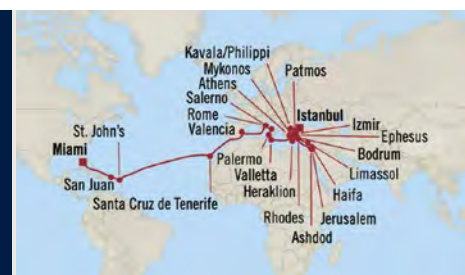 Kavala/Philippi
Mykonos
Patmos
Athens
Salerno
Istanbul
Rome
Izmir
St. John's
Valencia
Ephesus
Miami
Bodrum
Palermo
Limassol
San Juan
Valletta
Haifa
Santa Cruz de Tenerife
Heraklion
Rhodes
Jerusalem
Ashdod